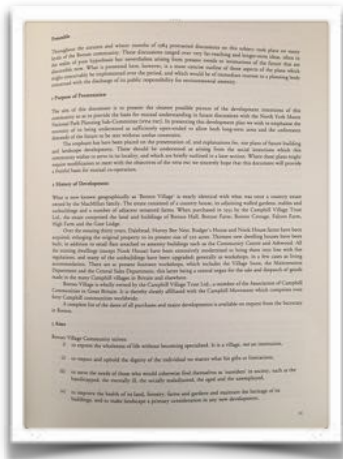 Preamble
Throughout the autumn and winter months of 1984 protracted discussions on this subject took place on many
levels of the Botton community. These discussions ranged over very far-reaching and longer-term ideas, often in
the realm of pure hypothesis but nevertheless arising from present trends or intimations of the future that are
discernible now. What is presented here, however, is a more concise outline of those aspects of the plans which
might conceivably be implemented over the period, and which would be of immediate interest to a planning body
concerned with the discharge of its public responsibility for environmental amenity.
1 Purpose of Presentation
The aim of this document is to present the clearest possible picture of the development intentions of this
community so as to provide the basis for mutual understanding in future discussions with the North York Moors
National Park Planning Sub-Committee. In presenting this development plan we wish to emphasise the
necessity of its being understood as sufficiently open-ended to allow both long-term aims and the unforeseen
demands of the future to be met without undue constraint.
The emphasis has been placed on the presentation of, and explanations for, our plans of future building
and landscape development. These should be understood as arising from the social intentions which this
community wishes to serve in its locality, and which are briefly outlined in a later section. Where these plans might
require modification to meet with the objectives of the we sincerely hope that this document will provide
a fruitful basis for mutual co-operation.
2 History of Development
What is now known geographically as 'Botton Village' is nearly identical with what was once a country estate
owned by the MacMillan family. The estate consisted of a country house, its adjoining walled gardens, stables and
outbuildings and a number of adjacent tenanted farms. When purchased in by the Camphill Village Trust
Ltd., the estate comprised the land and buildings of Botton Hall, Botton Farm, Botton Cottage, Falcon Farm,
High Farm and the Gate Lodge.
Over the ensuing thirty years, Dalehead, Honey Bee Nest, Badger's House and Nook House farms have been
acquired, enlarging the original property to its present size of acres. Thirteen new dwelling houses have been
built, in addition to small flats attached to amenity buildings such as the Community Centre and Ashwood. All
the existing dwellings (except Nook House) have been extensively modernised to bring them into line with fire
regulations, and many of the outbuildings have been upgraded: generally as workshops, in a few cases as living
accommodation. There are at present fourteen workshops, which includes the Village Store, the Maintenance
Department and the Central Sales Department, this latter being a central organ for the sale and despatch of goods
made in the many Camphill villages in Britain and elsewhere.
Botton Village is wholly owned by the Camphill Village Trust Ltd., a member of the Association of Camphill
Communities in Great Britain. It is thereby closely affiliated with the Camphill Movement which comprises over
forty Camphill communities worldwide.
A complete list of the dates of all purchases and major developments is available on request from the Secretary
at Botton.
3 Aims
Botton Village Community strives:
i) to express the wholeness of life without becoming specialised. It is a village, not an institution,
ii) to respect and uphold the dignity of the individual no matter what his gifts or limitations,
iii) to serve the needs of those who would otherwise find themselves as 'outsiders' in society, such as the
handicapped, the mentally ill, the socially maladjusted, the aged and the unemployed,
iv) to improve the health of its land, forestry, farms and gardens and maintain the heritage of its
buildings, and to make landscape a primary consideration in any new development,